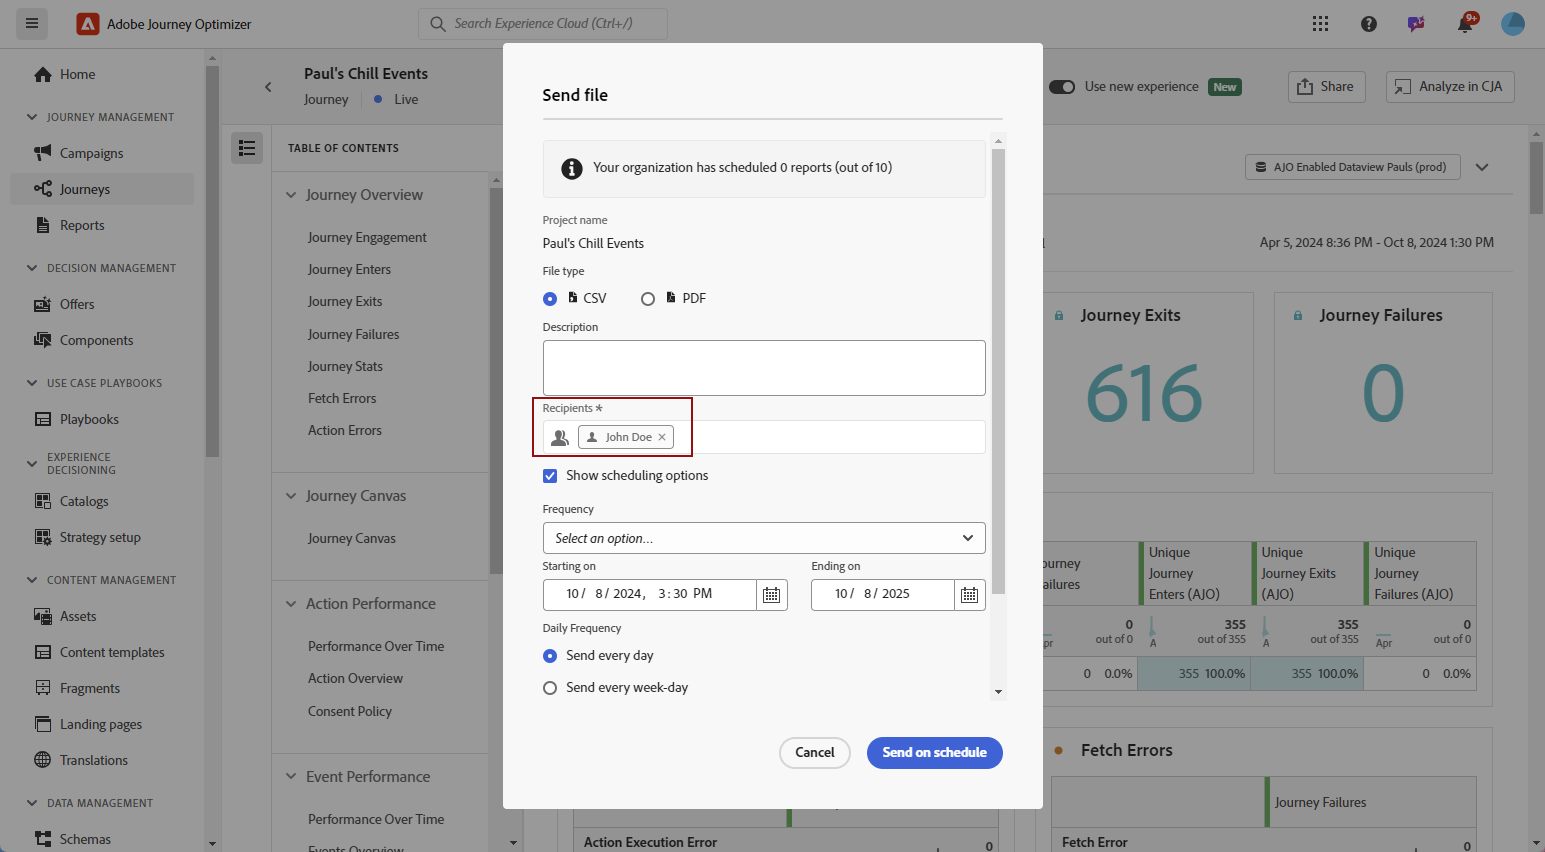 Adobe Journey Optimizer
Search Experience Cloud (Ctrl+/)
9+
Home
JOURNEY MANAGEMENT
Campaigns
Journeys
Reports
DECISION MANAGEMENT
Offers
Components
USE CASE PLAYBOOKS
Playbooks
EXPERIENCE
DECISIONING
Catalogs
Strategy setup
CONTENT MANAGEMENT
Assets
Content templates
Fragments
Landing pages
Translations
DATA MANAGEMENT
Schemas
Paul's Chill Events
Journey
Live
Use new experience
New
Share
Analyze in CJA
TABLE OF CONTENTS
Journey Overview
Journey Engagement
Journey Enters
Journey Exits
Journey Failures
Journey Stats
Fetch Errors
Action Errors
Journey Canvas
Journey Canvas
Action Performance
Performance Over Time
Action Overview
Consent Policy
Event Performance
Performance Over Time
Events Overview
Send file
Your organization has scheduled 0 reports (out of 10)
Project name
Paul's Chill Events
File type
CSV
PDF
Description
Recipients *
John Doe
Show scheduling options
Frequency
Select an option...
Starting on
Ending on
10/ 8/2024, 3:30 PM
10/ 8/2025
Daily Frequency
Send every day
Send every week-day
Cancel
Send on schedule
AJO Enabled Dataview Pauls (prod)
Apr 5, 2024 8:36 PM - Oct 8, 2024 1:30 PM
Journey Exits
616
Journey Failures
0
ourney
ailures
Unique
Journey
Enters (AJO)
Unique
Journey Exits
(AJO)
Unique
Journey
Failures (AJO)
pr
0
out of 0
A
355
out of 355
A
355
out of 355
Apr
0
out of 0
0 0.0%
355 100.0%
355 100.0%
0 0.0%
Fetch Errors
Journey Failures
Action Execution Error
0
Fetch Error
0